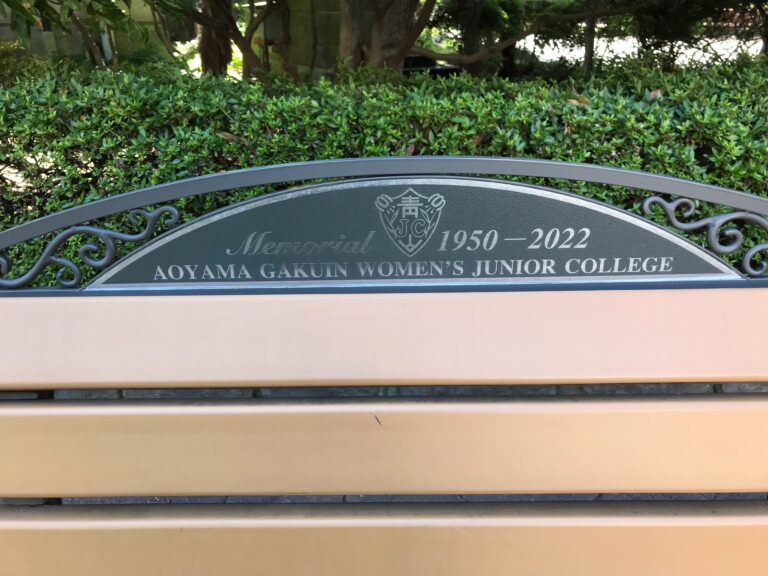 青
JC
Memorial 1950－2022
AOYAMA GAKUIN WOMEN'S JUNIOR COLLEGE